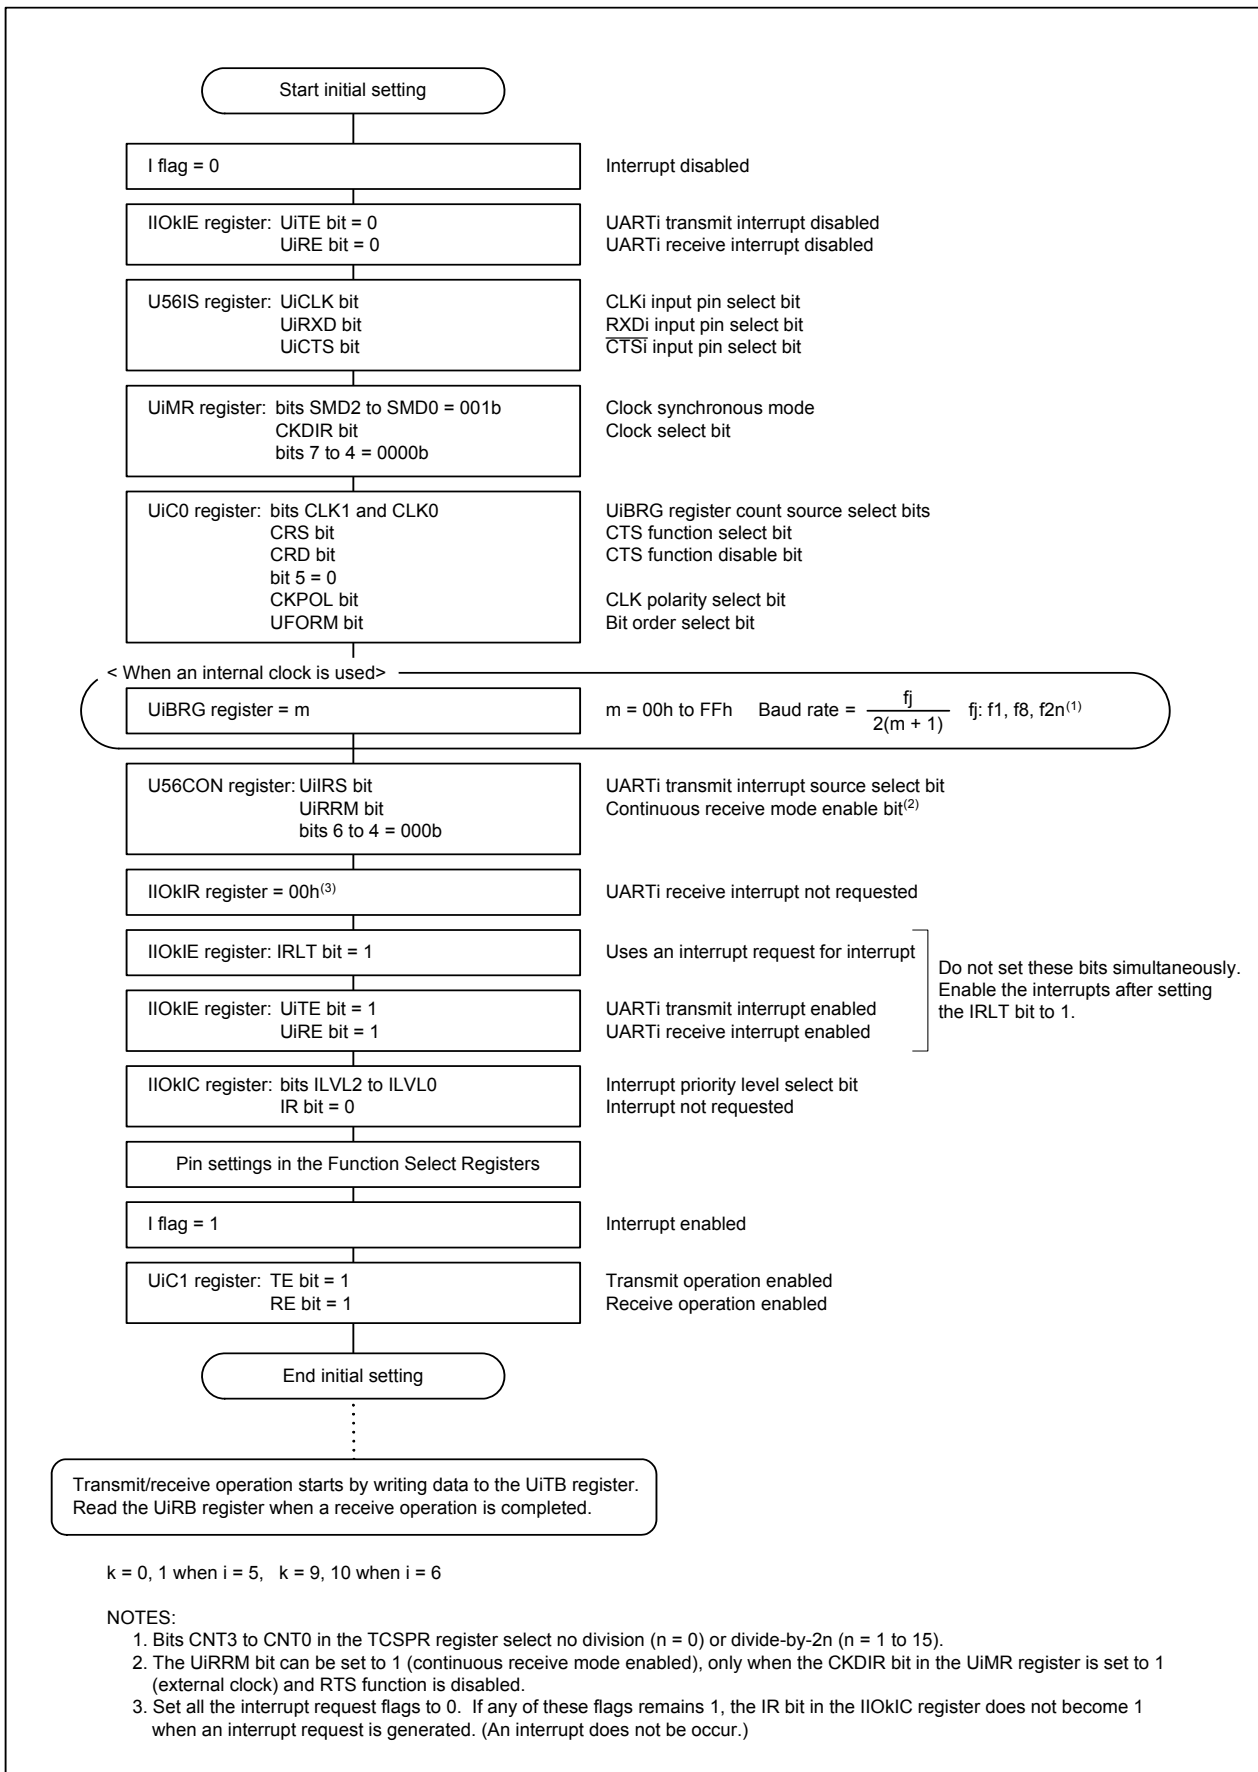 Start initial setting
I flag = 0 Interrupt disabled
IIOkIE register: UiTE bit = 0 UARTi transmit interrupt disabled
UiRE bit = 0 UARTi receive interrupt disabled
U56IS register: UiCLK bit CLKi input pin select bit
UiRXD bit RXDi input pin select bit
UiCTS bit CTSi input pin select bit
UiMR register: bits SMD2 to SMD0 = 001b Clock synchronous mode
CKDIR bit Clock select bit
bits 7 to 4 = 0000b
UiC0 register: bits CLK1 and CLK0 UiBRG register count source select bits
CRS bit CTS function select bit
CRD bit CTS function disable bit
bit 5 = 0
CKPOL bit CLK polarity select bit
UFORM bit Bit order select bit
< When an internal clock is used>
UiBRG register = m m = 00h to FFh Baud rate = fj / 2(m + 1) fj: f1, f8, f2n(1)
U56CON register: UiIRS bit UARTi transmit interrupt source select bit
UiRRM bit Continuous receive mode enable bit(2)
bits 6 to 4 = 000b
IIOkIR register = 00h(3) UARTi receive interrupt not requested
IIOkIE register: IRLT bit = 1 Uses an interrupt request for interrupt
Do not set these bits simultaneously.
Enable the interrupts after setting
the IRLT bit to 1.
IIOkIE register: UiTE bit = 1 UARTi transmit interrupt enabled
UiRE bit = 1 UARTi receive interrupt enabled
IIOkIC register: bits ILVL2 to ILVL0 Interrupt priority level select bit
IR bit = 0 Interrupt not requested
Pin settings in the Function Select Registers
I flag = 1 Interrupt enabled
UiC1 register: TE bit = 1 Transmit operation enabled
RE bit = 1 Receive operation enabled
End initial setting
Transmit/receive operation starts by writing data to the UiTB register.
Read the UiRB register when a receive operation is completed.
k = 0, 1 when i = 5, k = 9, 10 when i = 6
NOTES:
1. Bits CNT3 to CNT0 in the TCSPR register select no division (n = 0) or divide-by-2n (n = 1 to 15).
2. The UiRRM bit can be set to 1 (continuous receive mode enabled), only when the CKDIR bit in the UiMR register is set to 1
(external clock) and RTS function is disabled.
3. Set all the interrupt request flags to 0. If any of these flags remains 1, the IR bit in the IIOkIC register does not become 1
when an interrupt request is generated. (An interrupt does not be occur.)